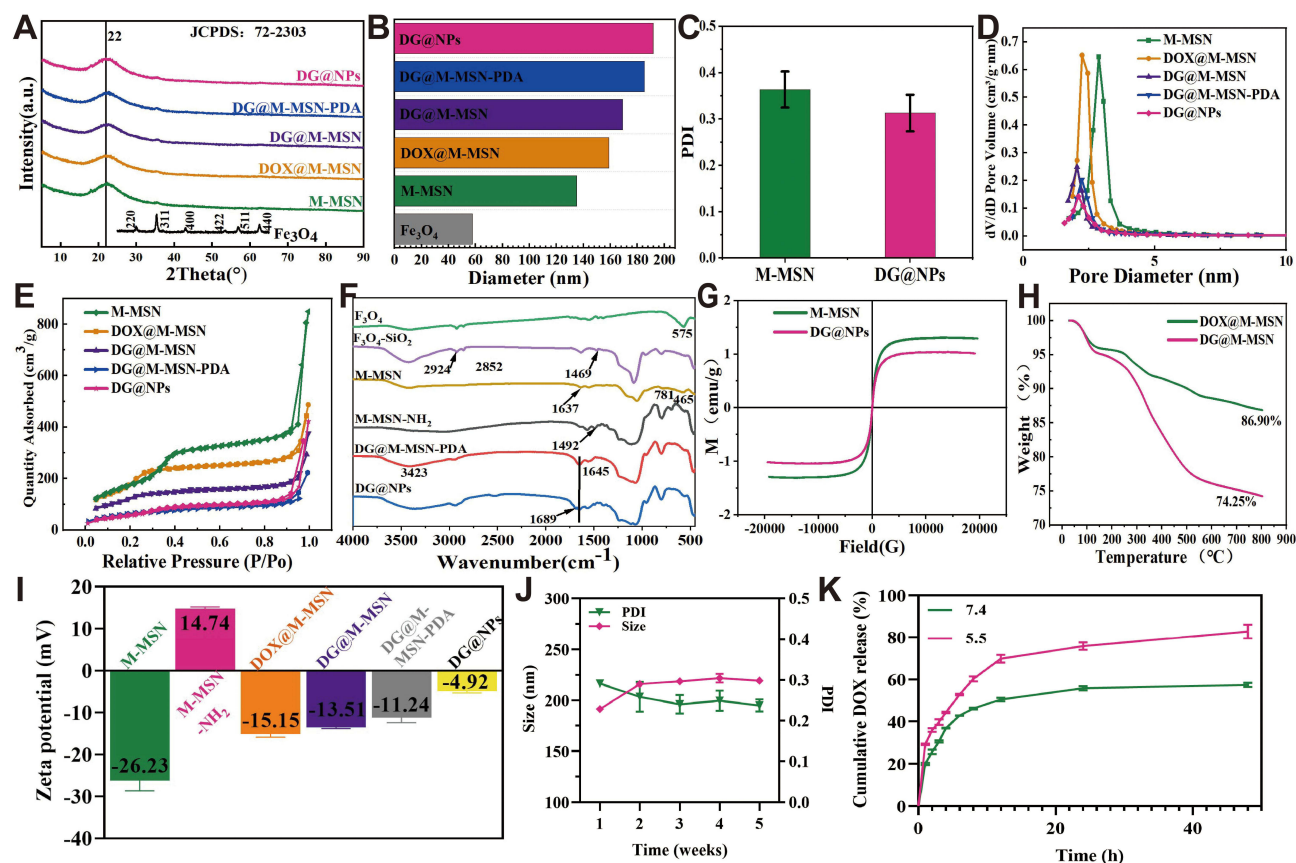 A
JCPDS: 72-2303
22
DG@NPs
DG@M-MSN-PDA
DG@M-MSN
DOX@M-MSN
M-MSN
220
311
400
422
511
440
Fe₃O₄
Intensity(a.u.)
10 20 30 40 50 60 70 80 90
2Theta(°)
B
DG@NPs
DG@M-MSN-PDA
DG@M-MSN
DOX@M-MSN
M-MSN
Fe₃O₄
0 20 40 60 80 100 120 140 160 180 200
Diameter (nm)
C
PDI
0.5
0.4
0.3
0.2
0.1
0.0
M-MSN DG@NPs
D
M-MSN
DOX@M-MSN
DG@M-MSN
DG@M-MSN-PDA
DG@NPs
dV/dD Pore Volume (cm³/g·nm)
0.7
0.6
0.5
0.4
0.3
0.2
0.1
0.0
0 5 10
Pore Diameter (nm)
E
M-MSN
DOX@M-MSN
DG@M-MSN
DG@M-MSN-PDA
DG@NPs
Quantity Adsorbed (cm³/g)
800
600
400
200
0
0.0 0.2 0.4 0.6 0.8 1.0
Relative Pressure (P/Po)
F
F₃O₄
575
F₃O₄-SiO₂
2924
2852
1469
M-MSN
1637
781
465
M-MSN-NH₂
1492
DG@M-MSN-PDA
3423
1645
DG@NPs
1689
4000 3000 2500 2000 1500 1000 500
Wavenumber(cm⁻¹
G
M-MSN
DG@NPs
M (emu/g)
2
1
0
-1
-2
-20000 -10000 0 10000 20000
Field(G)
H
DOX@M-MSN
DG@M-MSN
Weight (%)
100
95
90
85
80
75
70
86.90%
74.25%
0 200 400 600 800
Temperature (°C)
I
Zeta potential (mV)
20
10
0
-10
-20
-30
-40
M-MSN
-26.23
14.74
M-MSN
-NH₂
DOX@M-MSN
-15.15
DG@M-MSN
-13.51
DG@M-
MSN-PDA
-11.24
DG@NPs
-4.92
J
PDI
Size
Size (nm)
300
250
200
150
100
0.5
0.4
0.3
0.2
0.1
0.0
PDI
1 2 3 4 5
Time (weeks)
K
7.4
5.5
Cumulative DOX release (%)
100
80
60
40
20
0
0 20 40
Time (h)